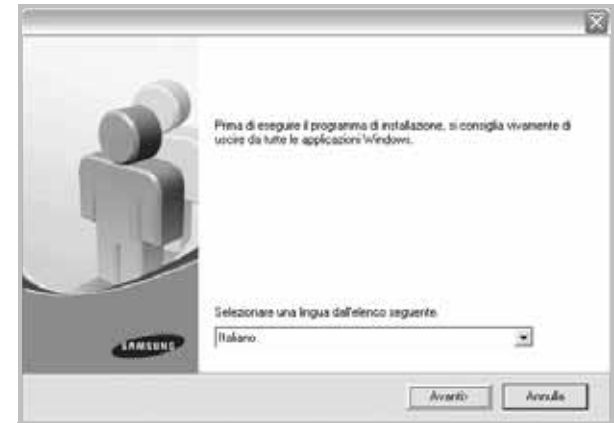 Prima di eseguire il programma di installazione, si consiglia vivamente di
uscire da tutte le applicazioni Windows.
Selezionare una lingua dall'elenco seguente.
Italiano
SAMSUNG
Avanti>
Annulla